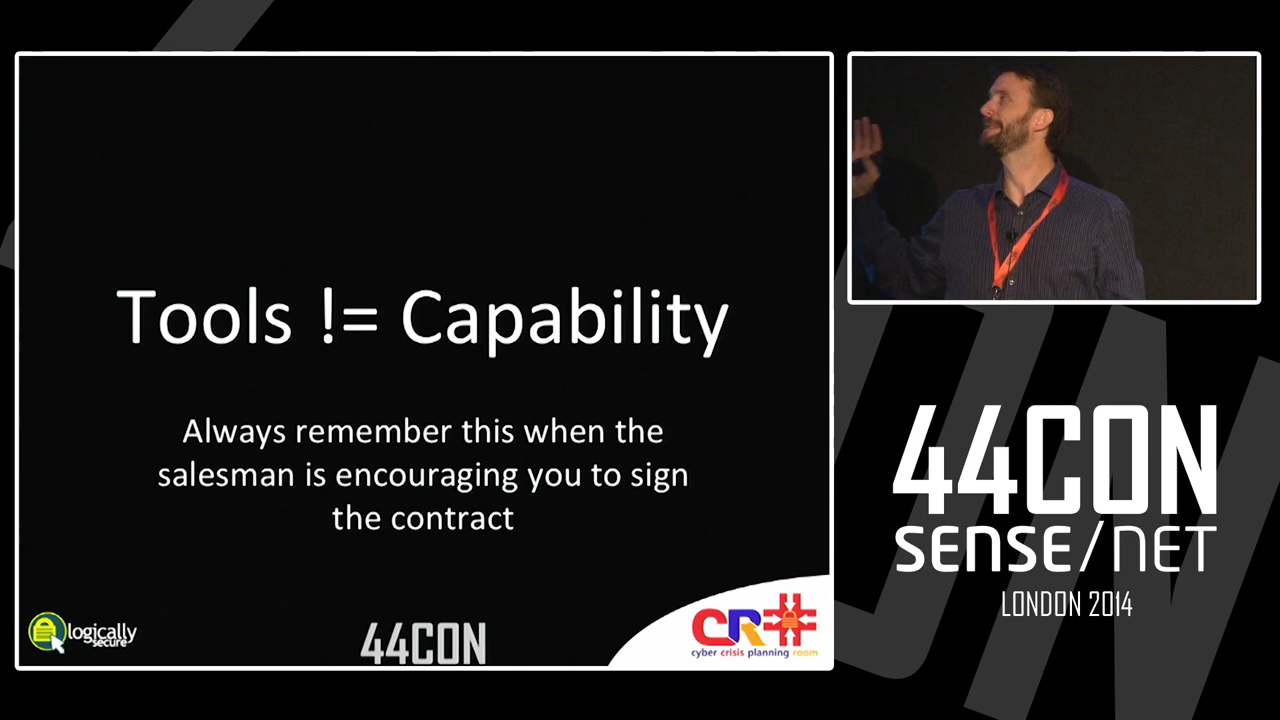 Tools != Capability
Always remember this when the
salesman is encouraging you to sign
the contract
logically
secure
44CON
CR
cyber crisis planning room
44CON
SENSE/NET
LONDON 2014